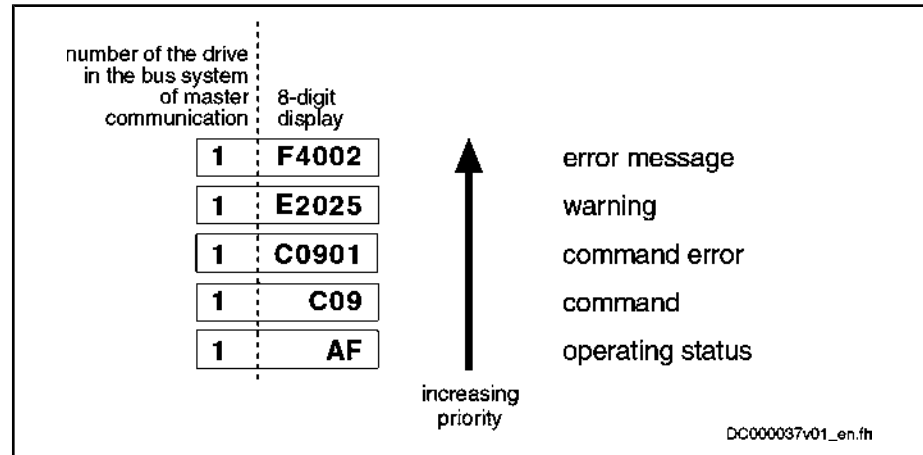 number of the drive
in the bus system
of master
communication
8-digit
display
1 F4002 error message
1 E2025 warning
1 C0901 command error
1 C09 command
1 AF operating status
increasing
priority
DC000037v01_en.fh